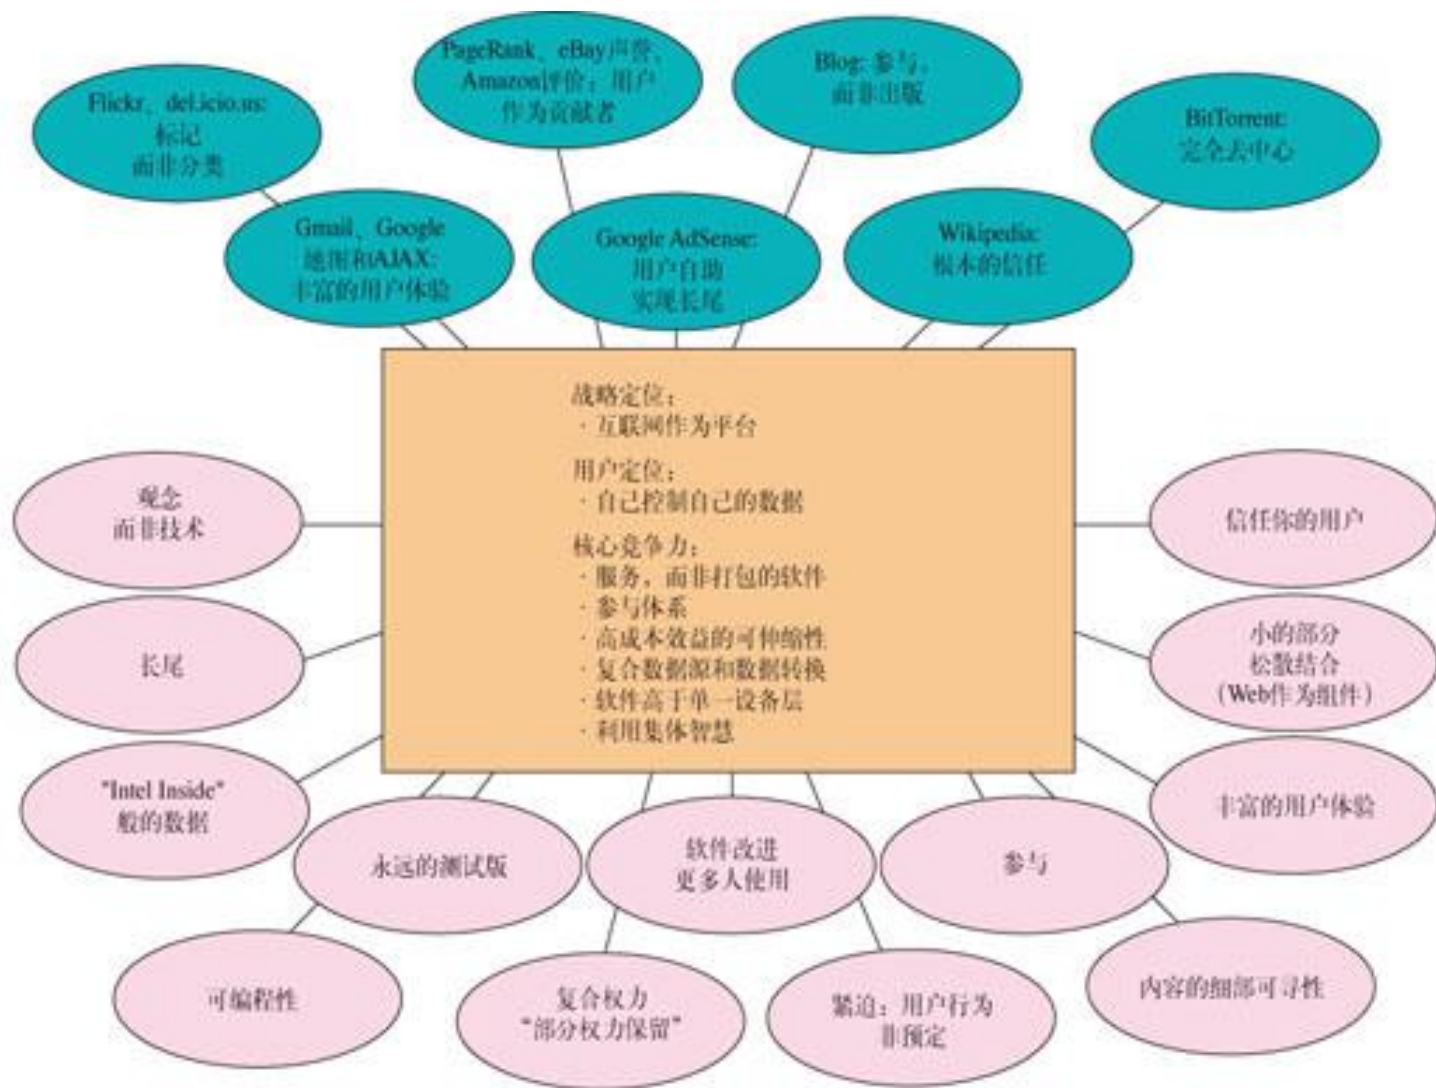 PageRank、eBay声誉、
Amazon评价：用户
作为贡献者
Blog: 参与，
而非出版
Flickr、del.icio.us:
标记
而非分类
BitTorrent:
完全去中心
Gmail、Google
地图和AJAX:
丰富的用户体验
Google AdSense:
用户自助
实现长尾
Wikipedia:
根本的信任
战略定位：
· 互联网作为平台
用户定位：
· 自己控制自己的数据
核心竞争力：
· 服务，而非打包的软件
· 参与体系
· 高成本效益的可伸缩性
· 复合数据源和数据转换
· 软件高于单一设备层
· 利用集体智慧
观念
而非技术
信任你的用户
长尾
小的部分
松散结合
（Web作为组件）
"Intel Inside"
般的数据
丰富的用户体验
永远的测试版
软件改进
更多人使用
参与
可编程性
复合权力
“部分权力保留”
紧迫：用户行为
非预定
内容的细部可寻性